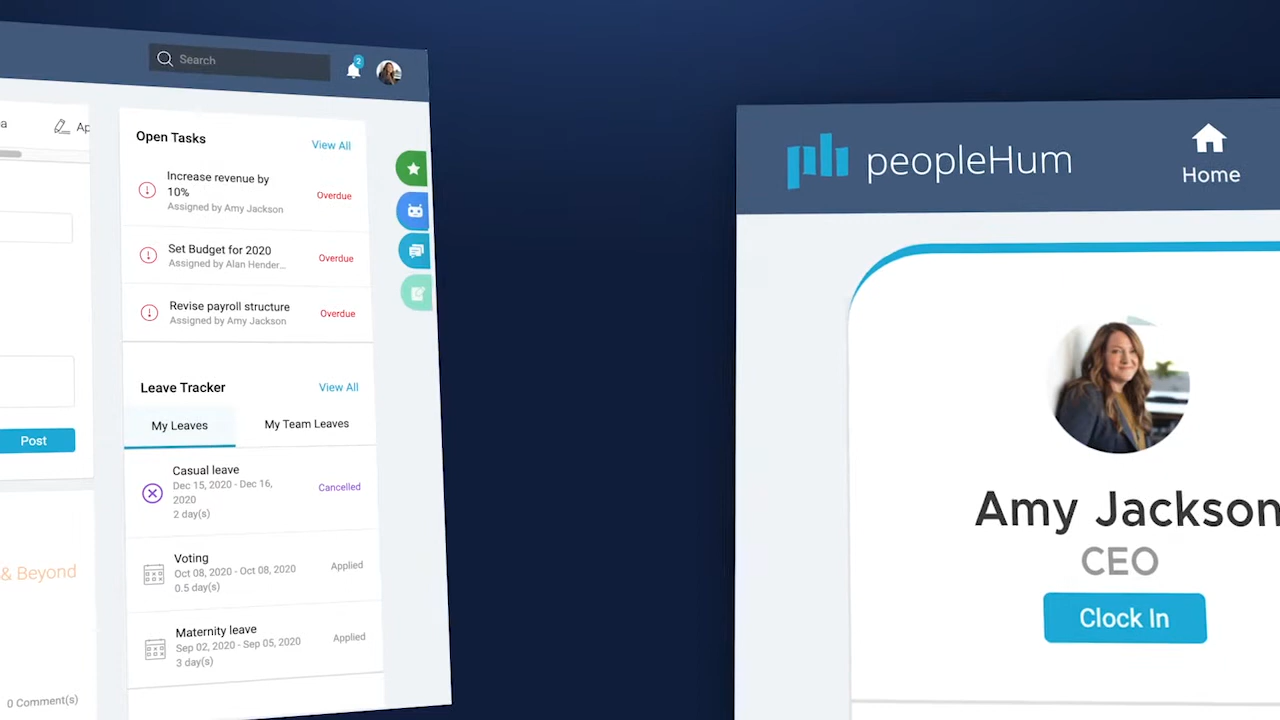 Search
2
a
Ap
Open Tasks
View All
Increase revenue by
10%
Assigned by Amy Jackson
Overdue
Set Budget for 2020
Assigned by Alan Hender...
Overdue
Revise payroll structure
Assigned by Amy Jackson
Overdue
Leave Tracker
View All
My Leaves
My Team Leaves
Post
Casual leave
Dec 15, 2020 - Dec 16,
2020
2 day(s)
Cancelled
Voting
Oct 08, 2020 - Oct 08, 2020
0.5 day(s)
Applied
& Beyond
Maternity leave
Sep 02, 2020 - Sep 05, 2020
3 day(s)
Applied
0 Comment(s)
peopleHum
Home
Amy Jackson
CEO
Clock In